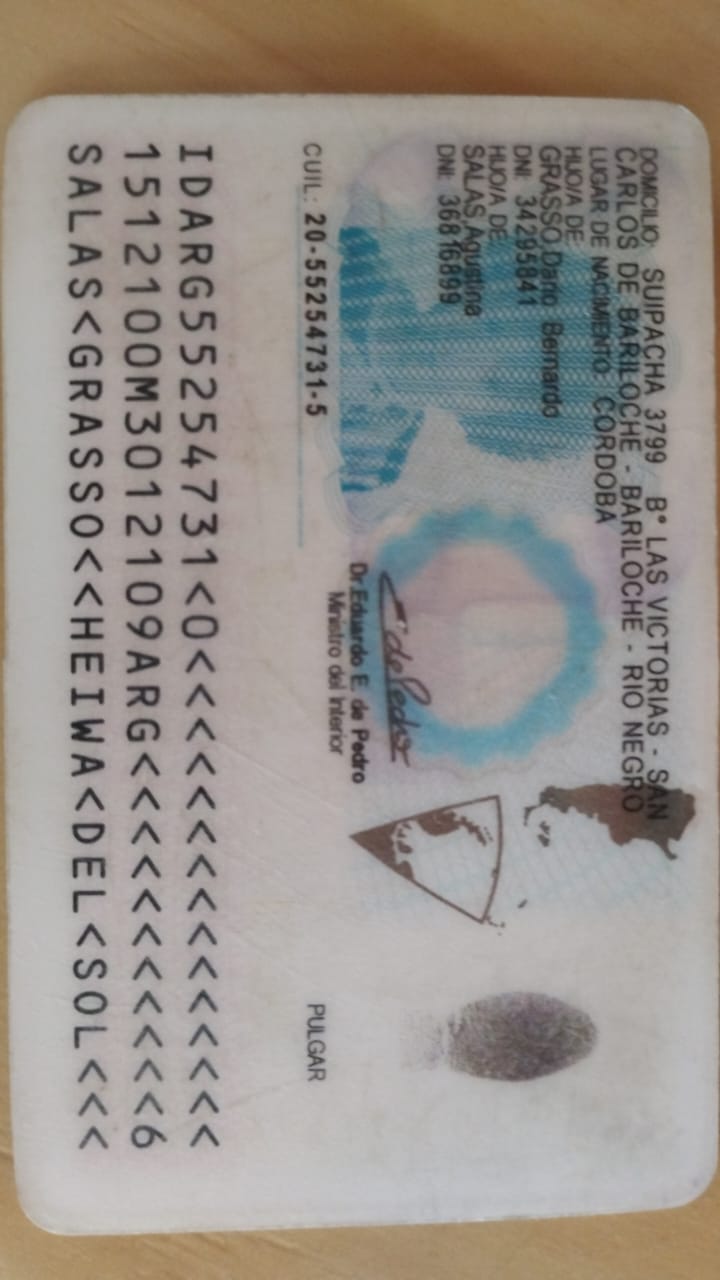 DOMICILIO: SUIPACHA 3799 B° LAS VICTORIAS - SAN
CARLOS DE BARILOCHE - BARILOCHE - RIO NEGRO
LUGAR DE NACIMIENTO: CORDOBA
HIJO/A DE:
GRASSO,Dario Bernardo
DNI: 34295841
HIJO/A DE:
SALAS,Agustina
DNI: 36816899
CUIL: 20-55254731-5
Dr.Eduardo E. de Pedro
Ministro del Interior
PULGAR
IDARG55254731<0<<<<<<<<<<<<<<<
1512100M3012109ARG<<<<<<<<<<<6
SALAS<GRASSO<<HEIWA<DEL<SOL<<<